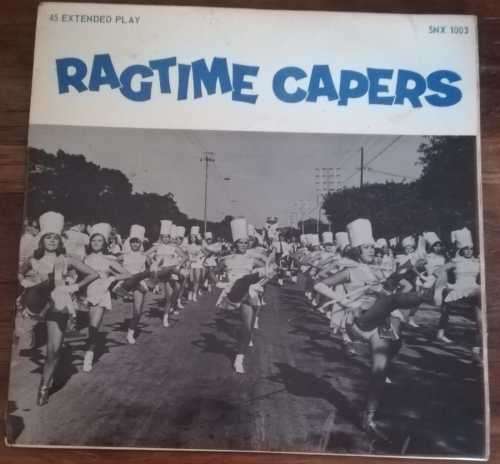 45 EXTENDED PLAY
SNX 1003
RAGTIME CAPERS